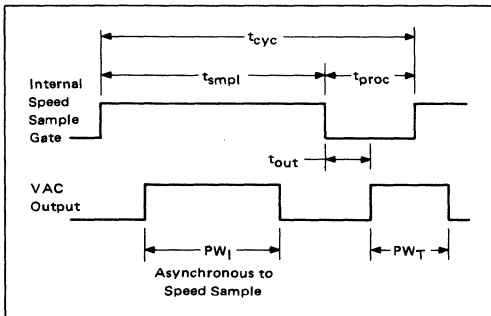 t_cyc
t_smpl
t_proc
Internal
Speed
Sample
Gate
t_out
VAC
Output
PW_I
PW_T
Asynchronous to
Speed Sample